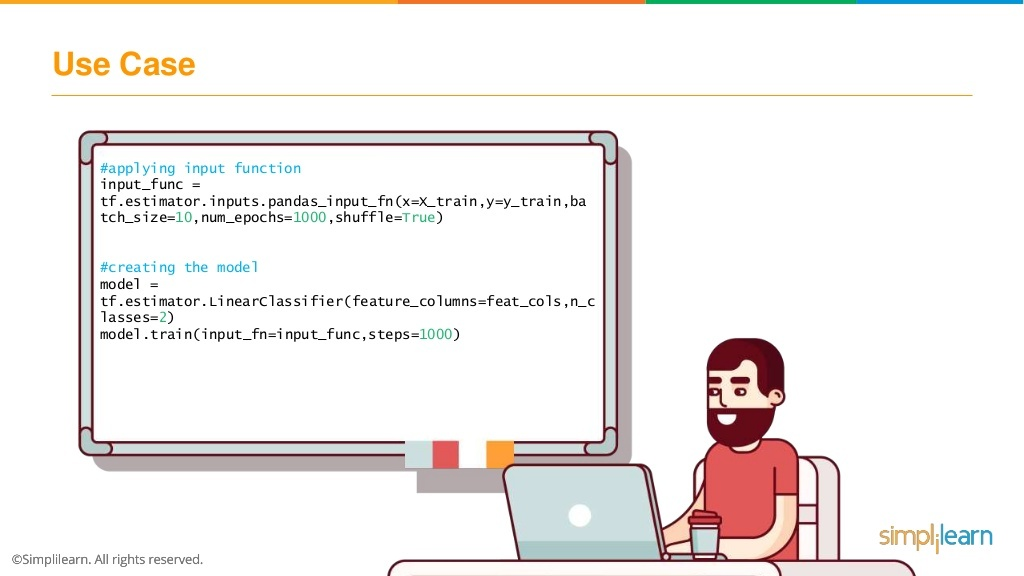 Use Case
#applying input function
input_func =
tf.estimator.inputs.pandas_input_fn(x=X_train,y=y_train,ba
tch_size=10,num_epochs=1000,shuffle=True)
#creating the model
model =
tf.estimator.LinearClassifier(feature_columns=feat_cols,n_c
lasses=2)
model.train(input_fn=input_func,steps=1000)
simplilearn
©Simplilearn. All rights reserved.